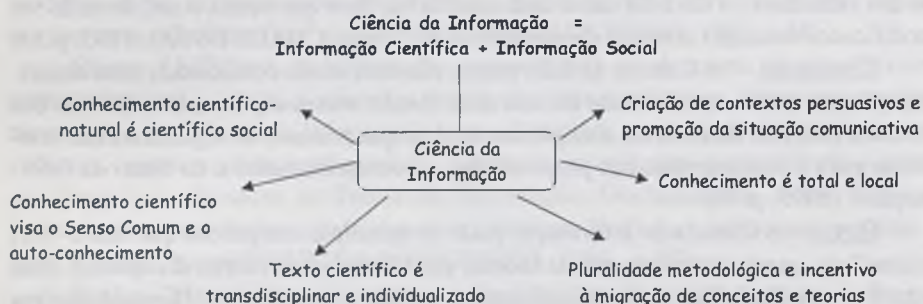 Ciência da Informação =
Informação Científica + Informação Social
Conhecimento científico-
natural é científico social
Criação de contextos persuasivos e
promoção da situação comunicativa
Ciência da
Informação
Conhecimento é total e local
Conhecimento científico
visa o Senso Comum e o
auto-conhecimento
Texto científico é
transdisciplinar e individualizado
Pluralidade metodológica e incentivo
à migração de conceitos e teorias